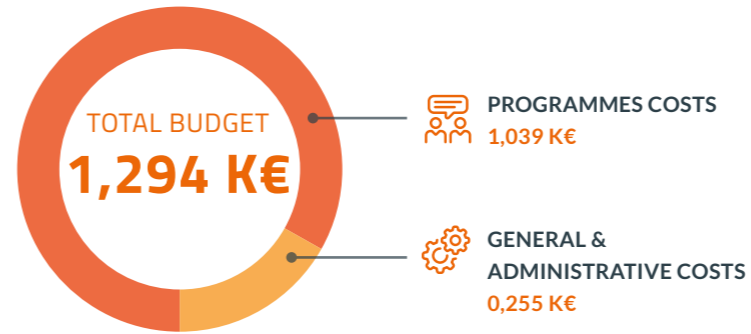 TOTAL BUDGET
1,294 K€
PROGRAMMES COSTS
1,039 K€
GENERAL &
ADMINISTRATIVE COSTS
0,255 K€